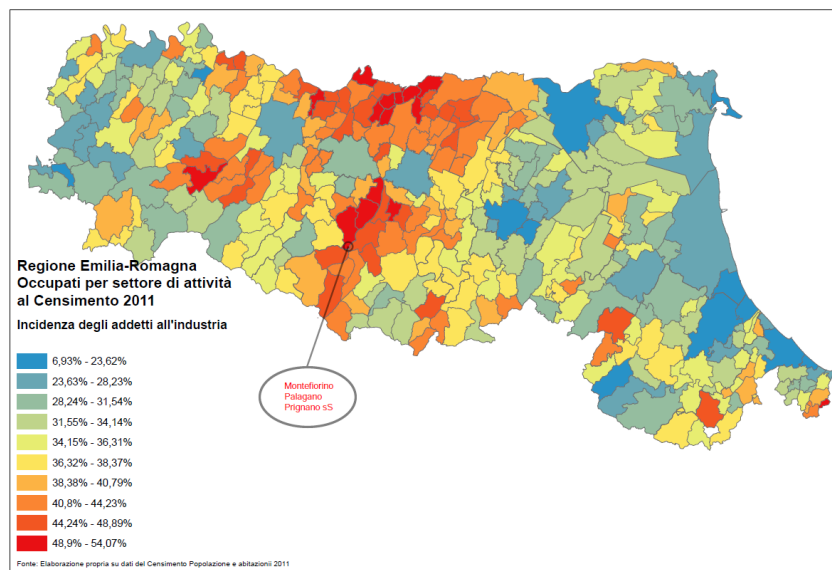 Regione Emilia-Romagna
Occupati per settore di attività
al Censimento 2011
Incidenza degli addetti all'industria
6,93% - 23,62%
23,63% - 28,23%
28,24% - 31,54%
31,55% - 34,14%
34,15% - 36,31%
36,32% - 38,37%
38,38% - 40,79%
40,8% - 44,23%
44,24% - 48,89%
48,9% - 54,07%
Montefiorino
Palagano
Prignano sS
Fonte: Elaborazione propria su dati del Censimento Popolazione e abitazionii 2011